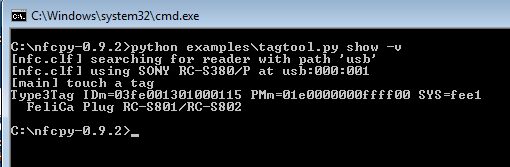 C:\Windows\system32\cmd.exe
C:\nfcpy-0.9.2>python examples\tagtool.py show -v
[nfc.clf] searching for reader with path 'usb'
[nfc.clf] using SONY RC-S380/P at usb:000:001
[main] touch a tag
Type3Tag IDm=03fe001301000115 PMm=01e0000000ffff00 SYS=fee1
  FeliCa Plug RC-S801/RC-S802
C:\nfcpy-0.9.2>_